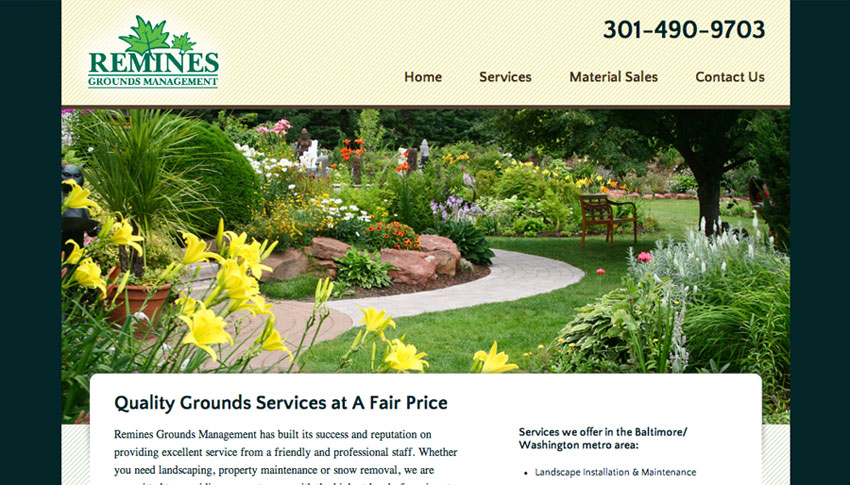 REMINES
GROUNDS MANAGEMENT
301-490-9703
Home Services Material Sales Contact Us
Quality Grounds Services at A Fair Price
Remines Grounds Management has built its success and reputation on
providing excellent service from a friendly and professional staff. Whether
you need landscaping, property maintenance or snow removal, we are
Services we offer in the Baltimore/
Washington metro area:
• Landscape Installation & Maintenance